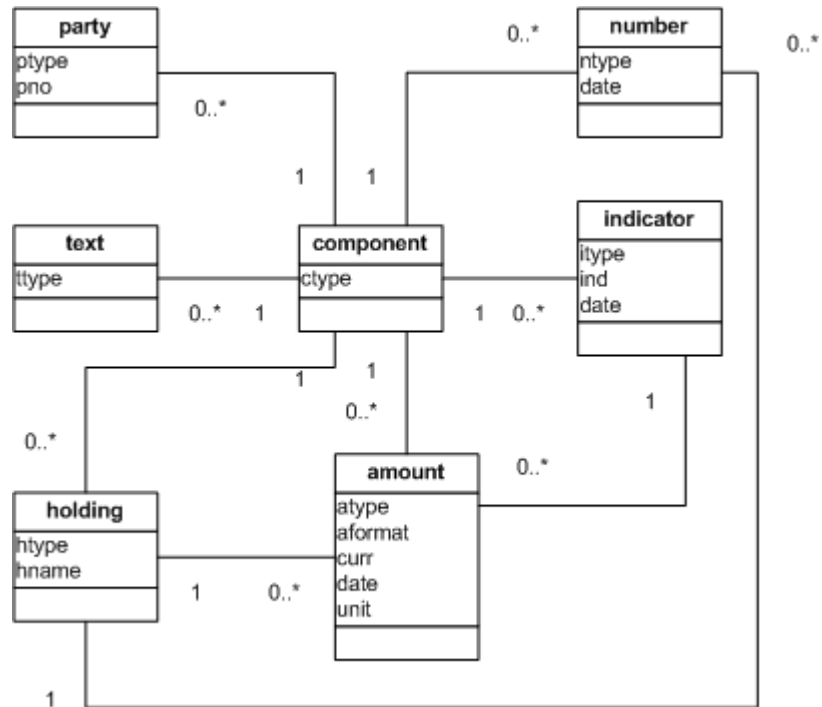 party
ptype
pno
0..*
1
number
ntype
date
0..*
0..*
1
text
ttype
0..*
1
component
ctype
1
0..*
indicator
itype
ind
date
1
1
0..*
1
0..*
0..*
holding
htype
hname
1
0..*
amount
atype
aformat
curr
date
unit
1